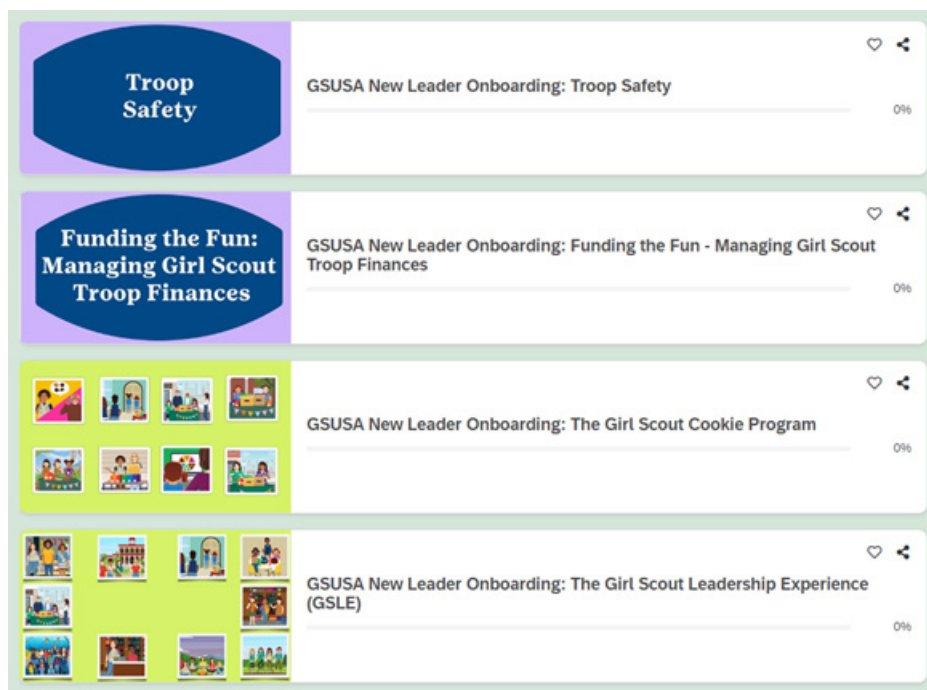 Troop
Safety
GSUSA New Leader Onboarding: Troop Safety
0%
Funding the Fun:
Managing Girl Scout
Troop Finances
GSUSA New Leader Onboarding: Funding the Fun - Managing Girl Scout
Troop Finances
0%
GSUSA New Leader Onboarding: The Girl Scout Cookie Program
0%
GSUSA New Leader Onboarding: The Girl Scout Leadership Experience
(GSLE)
0%